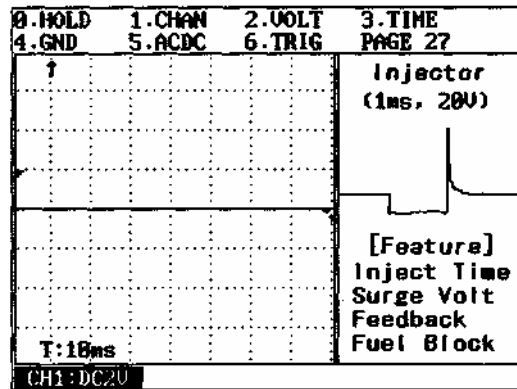 0.HOLD 1.CHAN 2.VOLT 3.TIME
4.GND 5.ACDC 6.TRIG PAGE 27
Injector
(1ms, 20V)
[Feature]
Inject Time
Surge Volt
Feedback
Fuel Block
T:10ms
CH1:DC2V